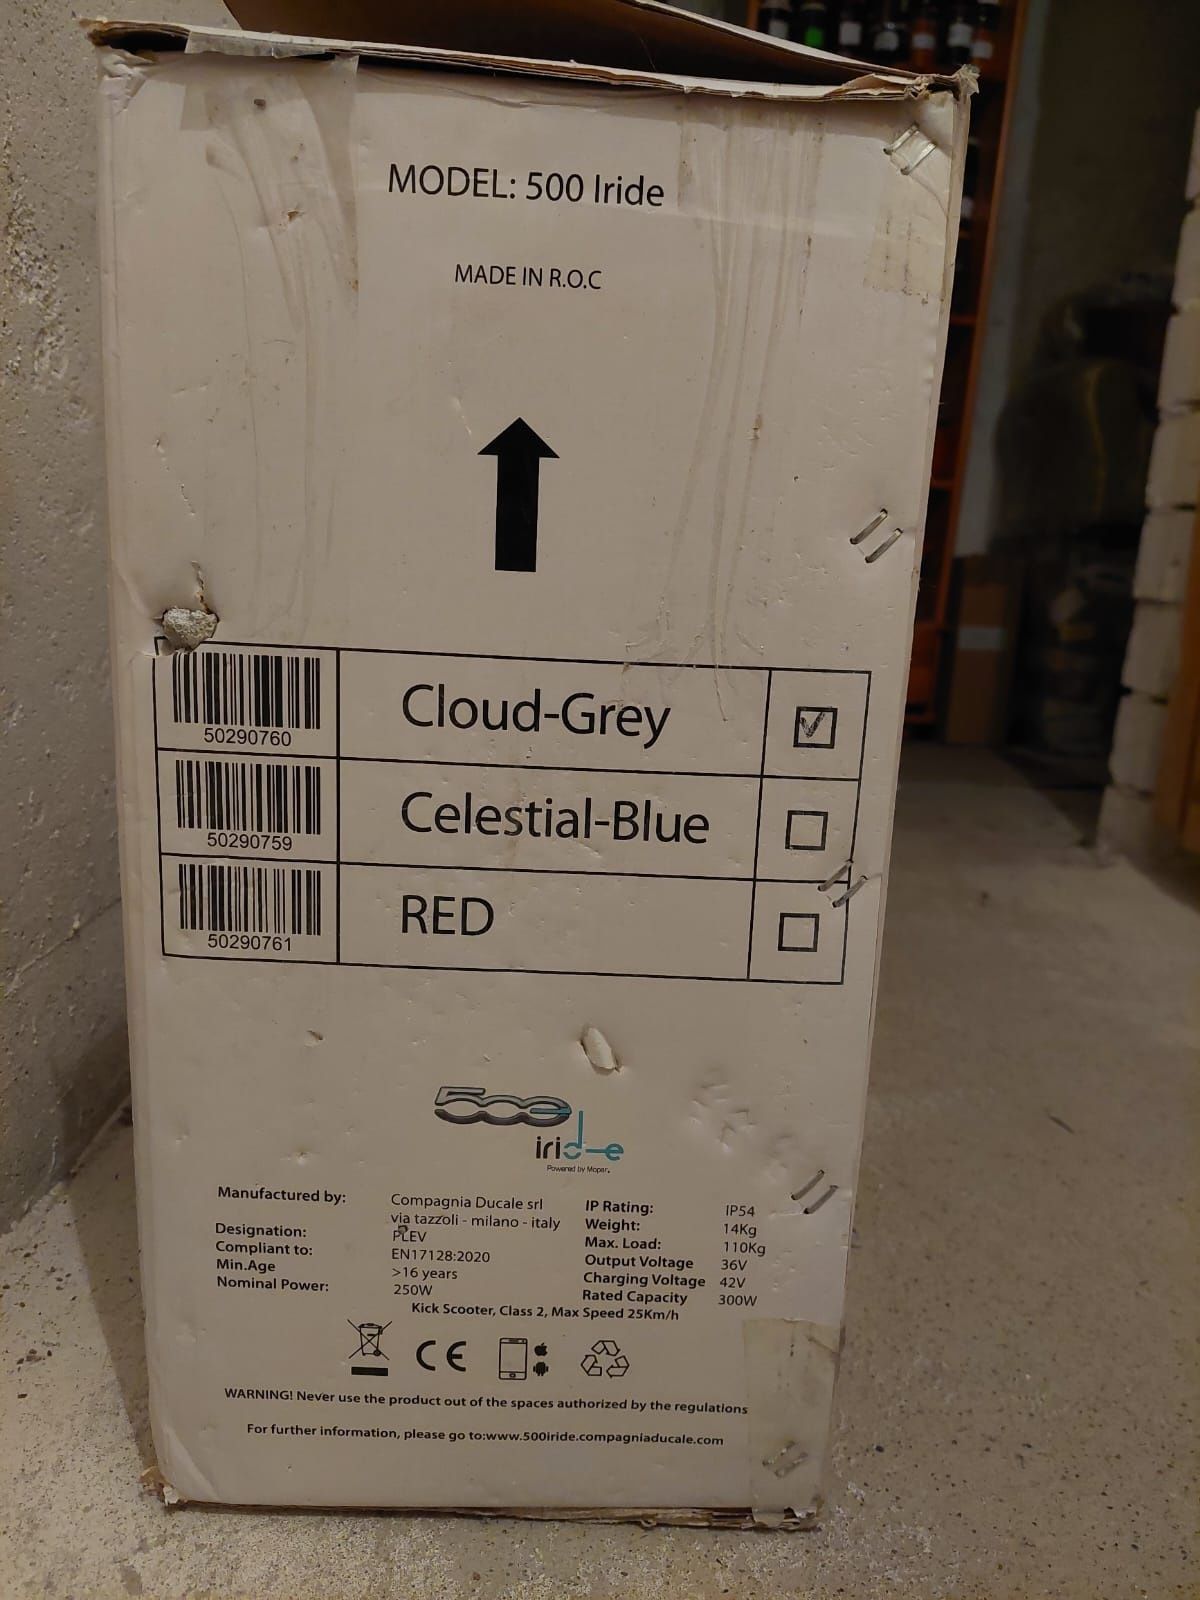 MODEL: 500 Iride
MADE IN R.O.C
50290760
Cloud-Grey
50290759
Celestial-Blue
50290761
RED
500
iride
Powered by Mopar.
Manufactured by: Compagnia Ducale srl
via tazzoli - milano - italy
Designation: PLEV
Compliant to: EN17128:2020
Min.Age >16 years
Nominal Power: 250W
IP Rating: IP54
Weight: 14Kg
Max. Load: 110Kg
Output Voltage 36V
Charging Voltage 42V
Rated Capacity 300W
Kick Scooter, Class 2, Max Speed 25Km/h
CE
WARNING! Never use the product out of the spaces authorized by the regulations
For further information, please go to:www.500iride.compagniaducale.com